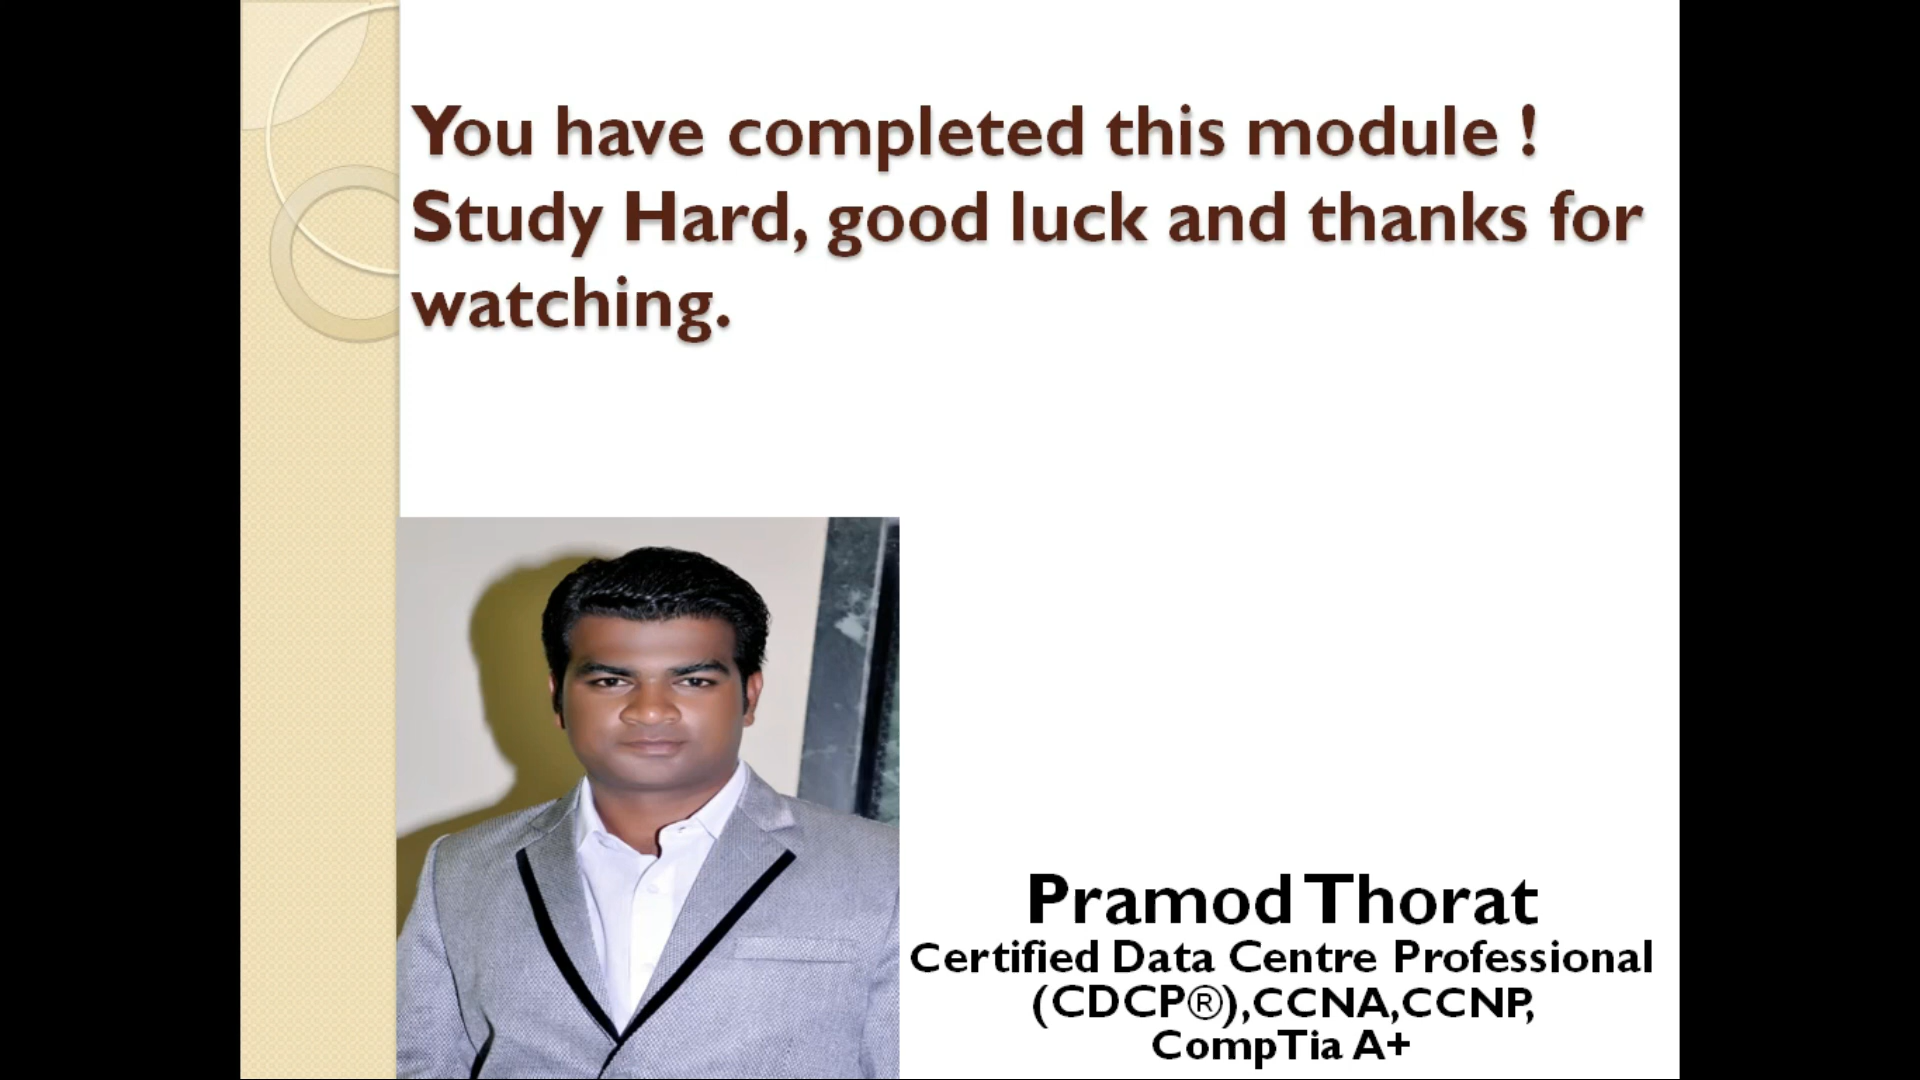 You have completed this module !
Study Hard, good luck and thanks for
watching.
Pramod Thorat
Certified Data Centre Professional
(CDCP®),CCNA,CCNP,
CompTia A+